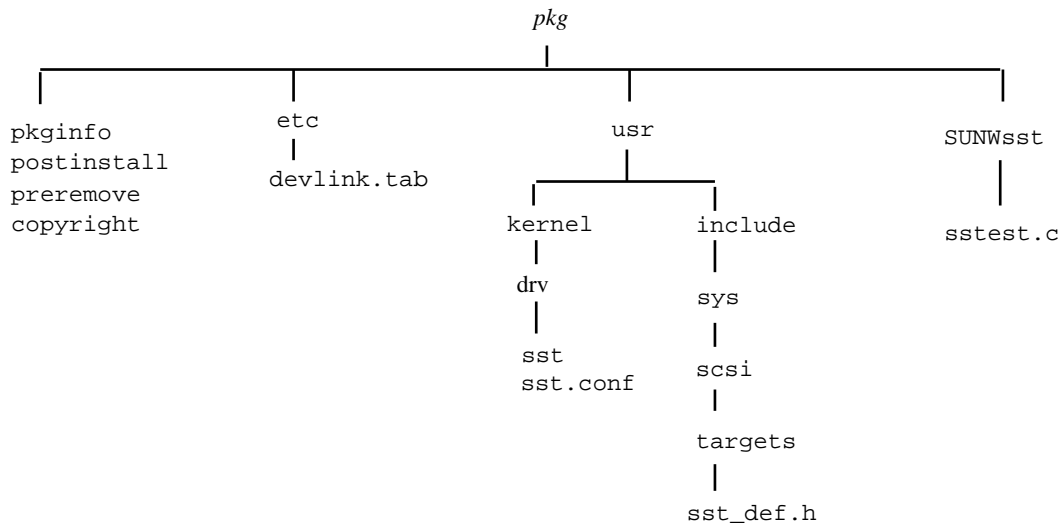 pkg
pkginfo
postinstall
preremove
copyright
etc
devlink.tab
usr
kernel
drv
sst
sst.conf
include
sys
scsi
targets
sst_def.h
SUNWsst
sstest.c